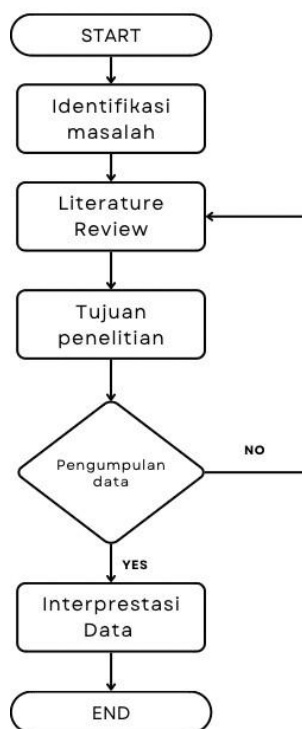 START
Identifikasi
masalah
Literature
Review
Tujuan
penelitian
Pengumpulan
data
NO
YES
Interprestasi
Data
END